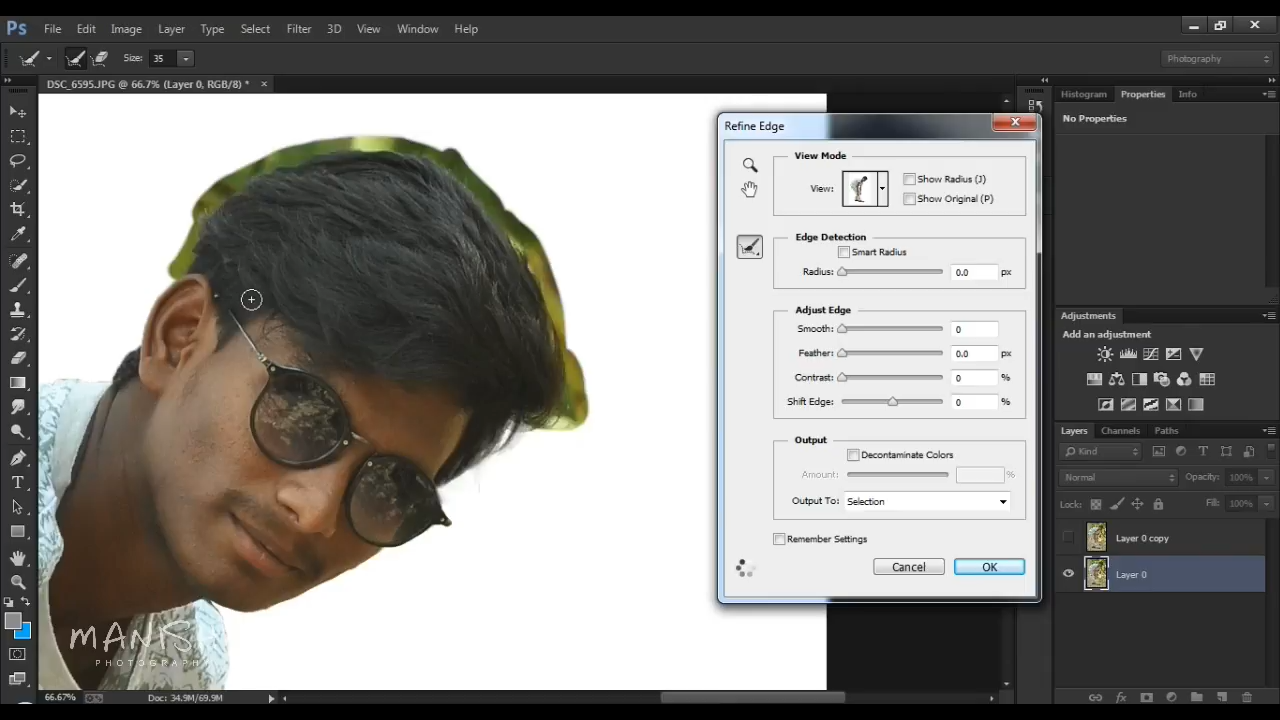 Ps File Edit Image Layer Type Select Filter 3D View Window Help
Size: 35 Photography
DSC_6595.JPG @ 66.7% (Layer 0, RGB/8) *
Refine Edge
View Mode
View: Show Radius (J)
Show Original (P)
Edge Detection
Smart Radius
Radius: 0.0 px
Adjust Edge
Smooth: 0
Feather: 0.0 px
Contrast: 0 %
Shift Edge: 0 %
Output
Decontaminate Colors
Amount: %
Output To: Selection
Remember Settings
Cancel OK
Histogram Properties Info
No Properties
Adjustments
Add an adjustment
Layers Channels Paths
Kind
Normal Opacity: 100%
Lock: Fill: 100%
Layer 0 copy
Layer 0
PHOTOGRAPH
66.67% Doc: 34.9M/69.9M